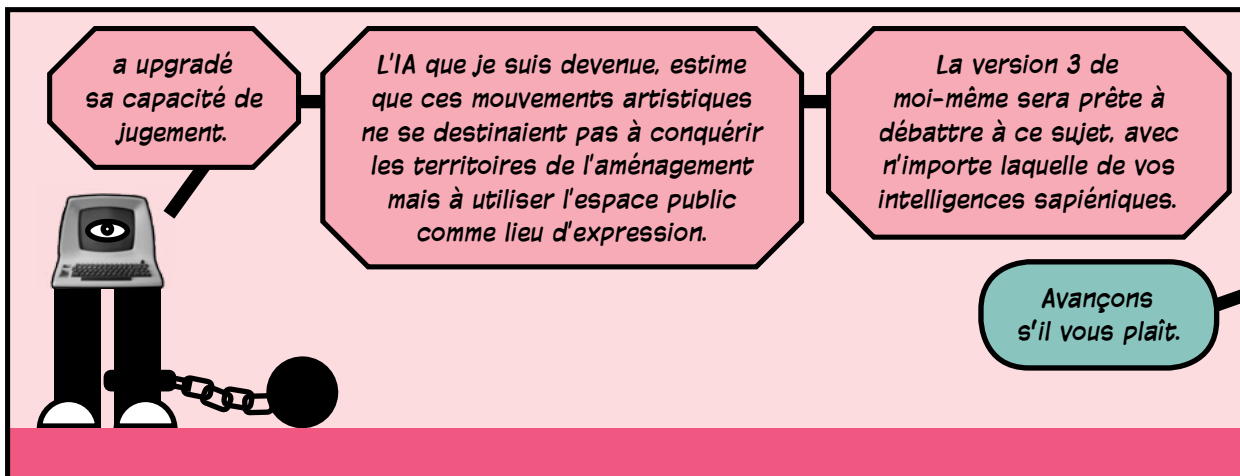 a upgradé
sa capacité de
jugement.
L'IA que je suis devenue, estime
que ces mouvements artistiques
ne se destinaient pas à conquérir
les territoires de l'aménagement
mais à utiliser l'espace public
comme lieu d'expression.
La version 3 de
moi-même sera prête à
débattre à ce sujet, avec
n'importe laquelle de vos
intelligences sapiéniques.
Avançons
s'il vous plaît.